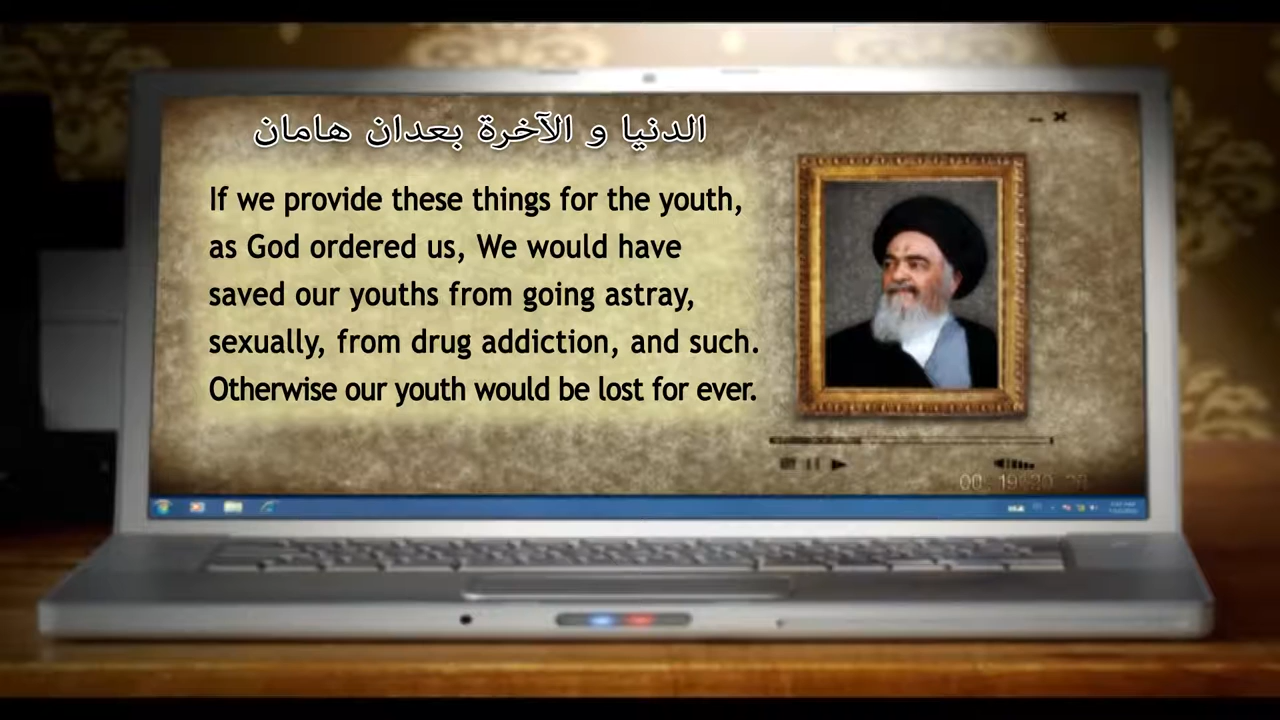 الدنيا و الآخرة بعدان هامان
If we provide these things for the youth,
as God ordered us, We would have
saved our youths from going astray,
sexually, from drug addiction, and such.
Otherwise our youth would be lost for ever.